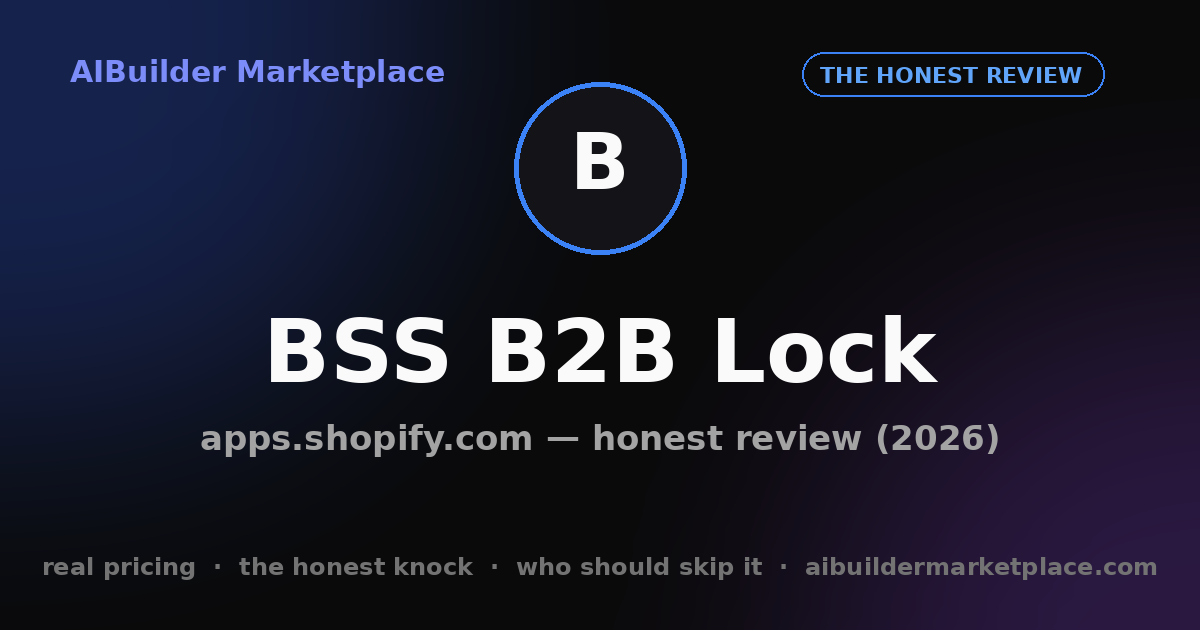 AIBuilder Marketplace
THE HONEST REVIEW
B
BSS B2B Lock
apps.shopify.com — honest review (2026)
real pricing · the honest knock · who should skip it · aibuildermarketplace.com